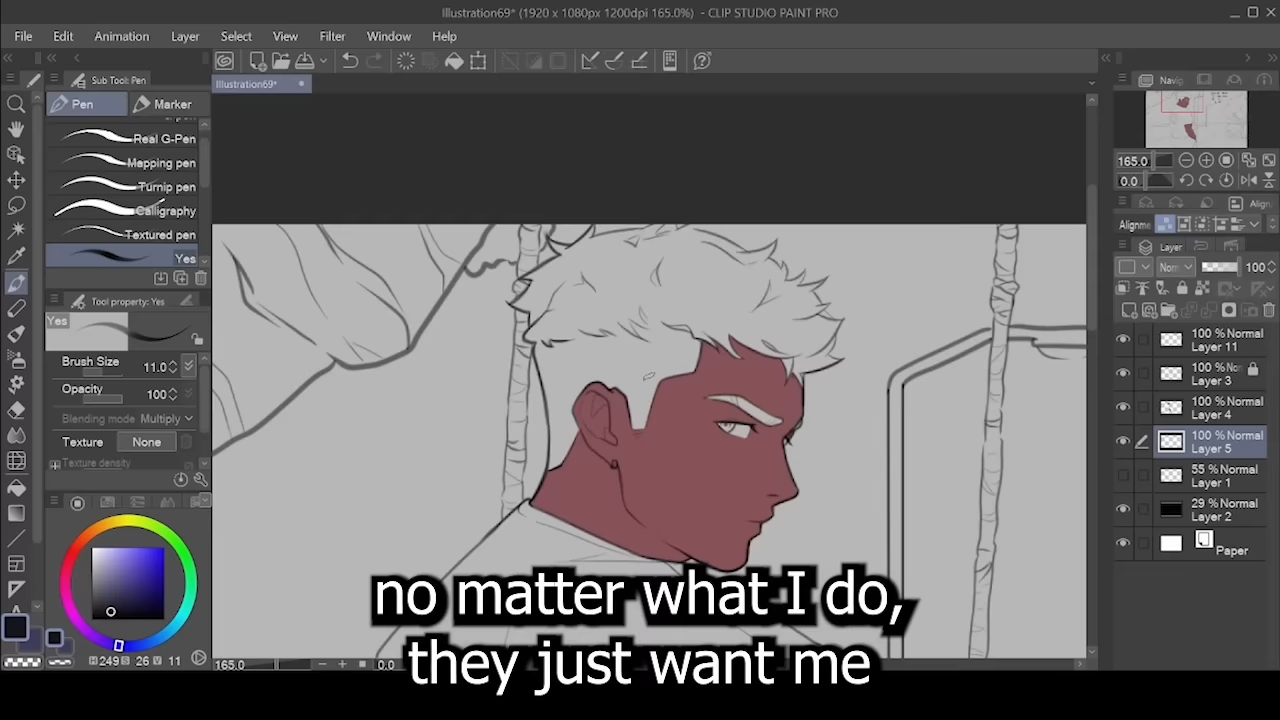 Illustration69* (1920 x 1080px 1200dpi 165.0%) - CLIP STUDIO PAINT PRO
File Edit Animation Layer Select View Filter Window Help
Sub Tool: Pen
Illustration69*
Navig
Pen
Marker
Real G-Pen
Mapping pen
Turnip pen
Calligraphy
Textured pen
Yes
Tool property: Yes
Yes
Brush Size 11.0
Opacity 100
Blending mode Multiply
Texture None
Texture density
H 249 S 26 V 11
165.0
0.0
165.0
0.0
Align
Alignme
Layer
Norm 100
100 % Normal
Layer 11
100 % Nor
Layer 3
100 % Normal
Layer 4
100 % Normal
Layer 5
55 % Normal
Layer 1
29 % Normal
Layer 2
Paper
no matter what I do,
they just want me